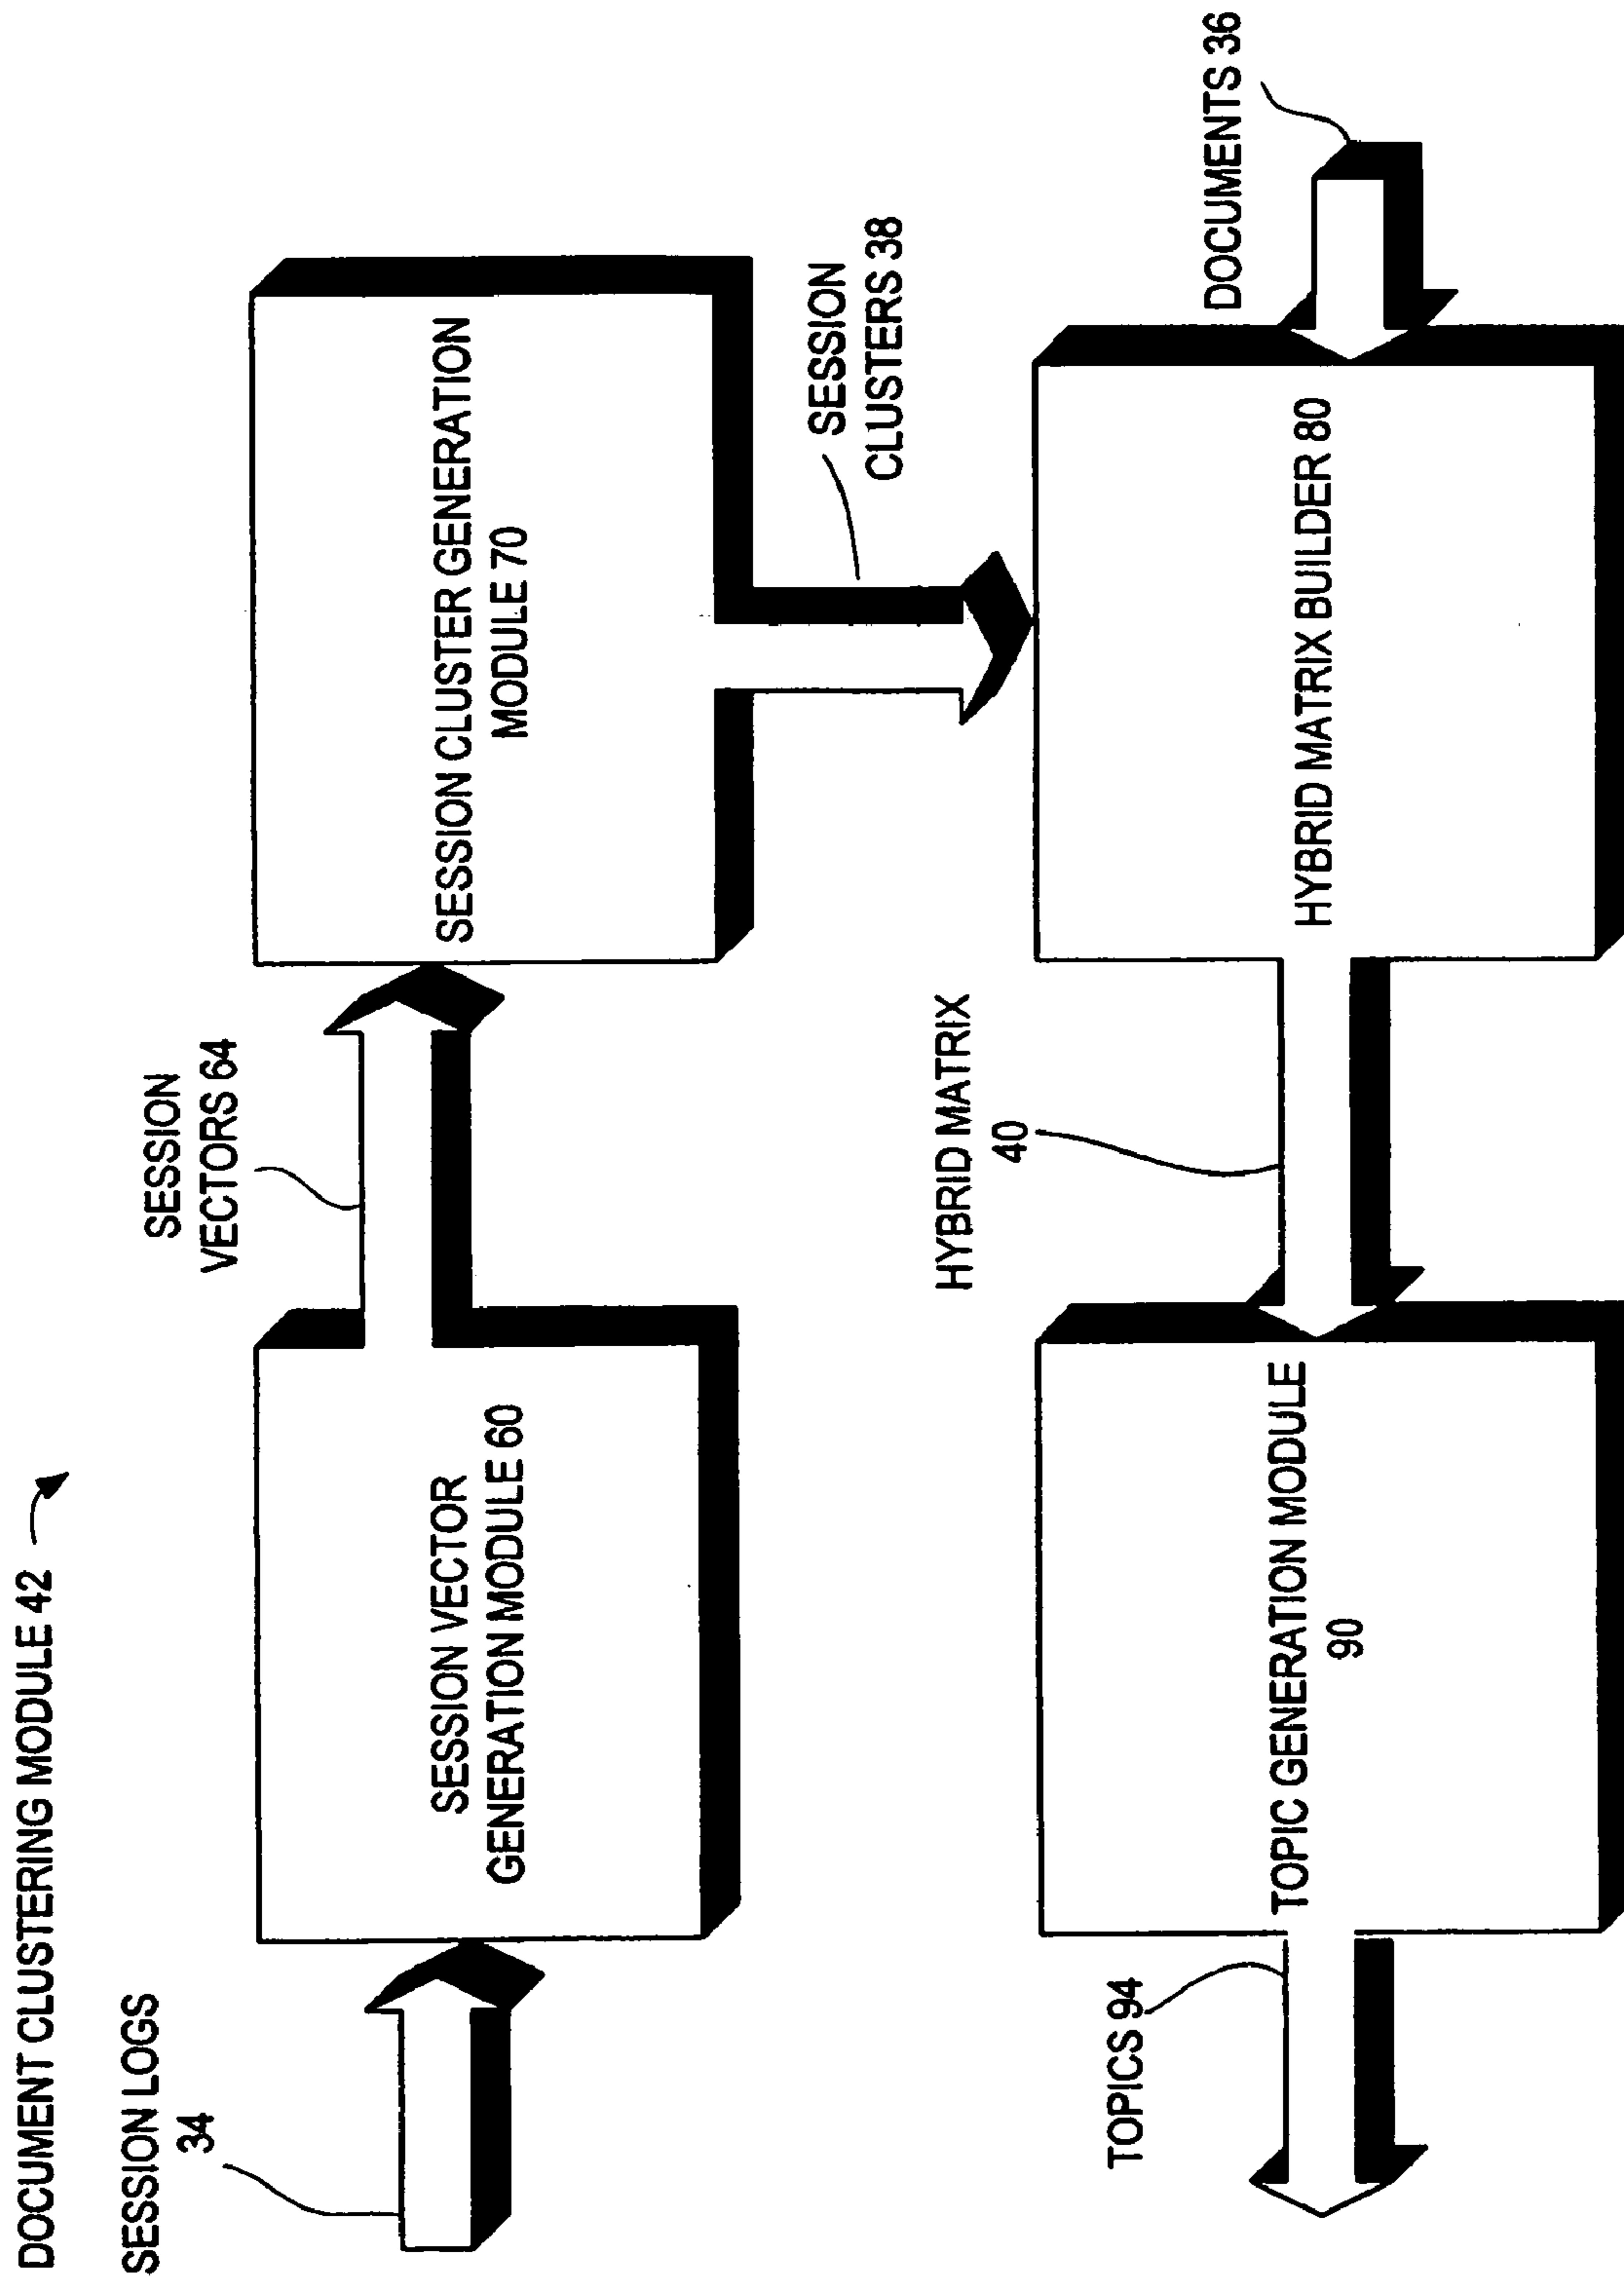 DOCUMENT CLUSTERING MODULE 42
SESSION LOGS
34
SESSION
VECTORS 64
SESSION VECTOR
GENERATION MODULE 60
SESSION CLUSTER GENERATION
MODULE 70
SESSION
CLUSTERS 38
HYBRID MATRIX
40
DOCUMENTS 36
TOPICS 94
TOPIC GENERATION MODULE
90
HYBRID MATRIX BUILDER 80